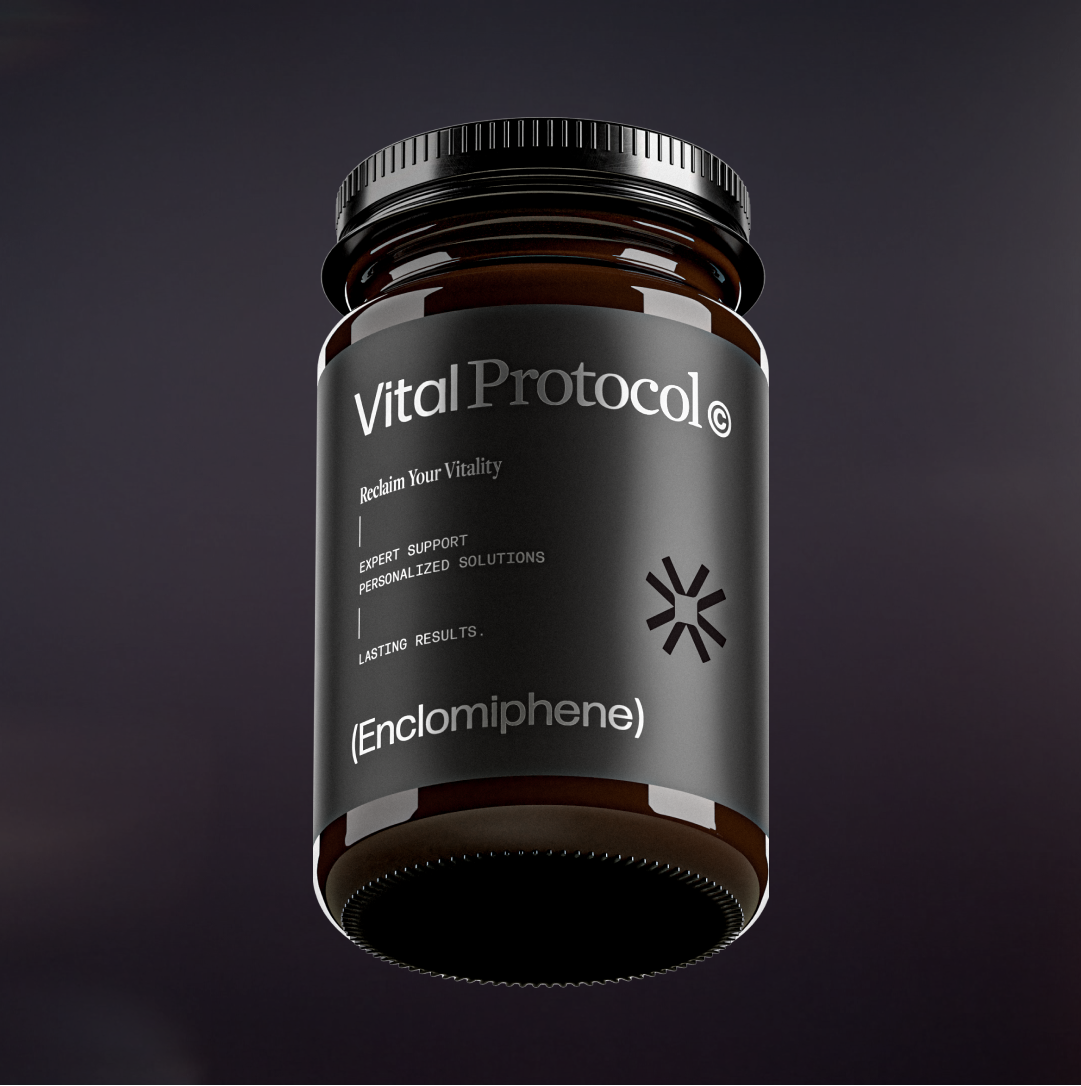 Vital Protocol ©
Reclaim Your Vitality
EXPERT SUPPORT
PERSONALIZED SOLUTIONS
LASTING RESULTS.
(Enclomiphene)